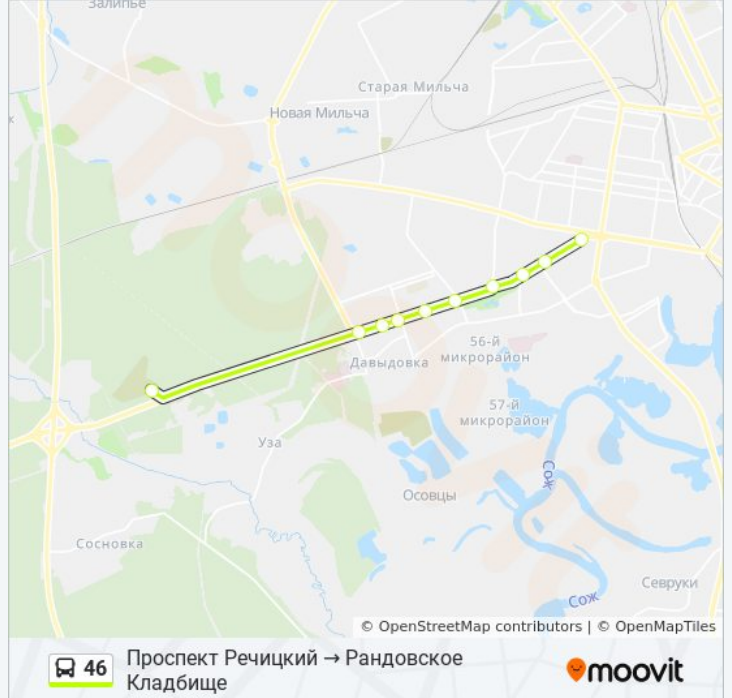 Залипье
Старая Мильча
Новая Мильча
к
56-й
микрорайон
Давыдовка
57-й
микрорайон
Уза
Сож
Осовцы
Сосновка
Севруки
Сож
© OpenStreetMap contributors | © OpenMapTiles
46
Проспект Речицкий → Рандовское
Кладбище
moovit